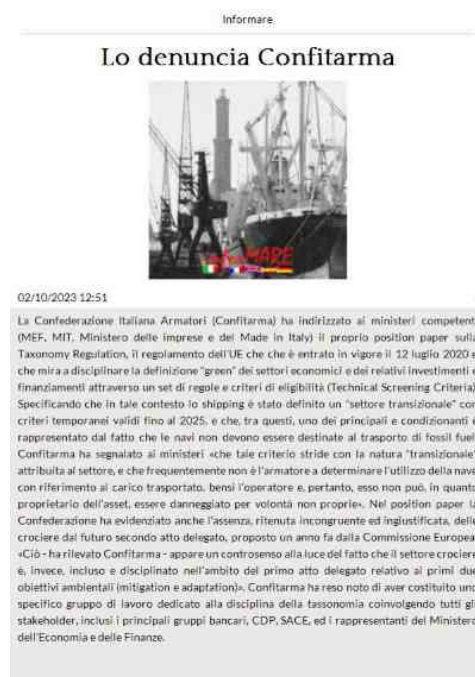 Informare
Lo denuncia Confitarma
MARE
02/10/2023 12:51
La Confederazione Italiana Armatori (Confitarma) ha indirizzato ai ministeri competent
(MEF, MIT, Ministero delle imprese e del Made in Italy) il proprio position paper sulla
Taxonomy Regulation, il regolamento dell'UE che che è entrato in vigore il 12 luglio 2020 e
che mira a disciplinare la definizione "green" dei settori economici e dei relativi investimenti e
finanziamenti attraverso un set di regole e criteri di eligibilità (Technical Screening Criteria)
Specificando che in tale contesto lo shipping è stato definito un "settore transizionale" con
criteri temporanei validi fino al 2025, e che, tra questi, uno dei principali e condizionanti è
rappresentato dal fatto che le navi non devono essere destinate al trasporto di fossil fuel
Confitarma ha segnalato ai ministeri «che tale criterio stride con la natura "transizionale"
attribuita al settore, e che frequentemente non è l'armatore a determinare l'utilizzo della nave
con riferimento al carico trasportato, bensì l'operatore e, pertanto, esso non può, in quanto
proprietario dell'asset, essere danneggiato per volontà non proprie». Nel position paper la
Confederazione ha evidenziato anche l'assenza, ritenuta incongruente ed ingiustificata, delle
crociere dal futuro secondo atto delegato, proposto un anno fa dalla Commissione Europea
«Ciò - ha rilevato Confitarma - appare un controsenso alla luce del fatto che il settore crociere
è, invece, incluso e disciplinato nell'ambito del primo atto delegato relativo ai primi due
obiettivi ambientali (mitigation e adaptation)». Confitarma ha reso noto di aver costituito uno
specifico gruppo di lavoro dedicato alla disciplina della tassonomia coinvolgendo tutti gli
stakeholder, inclusi i principali gruppi bancari, CDP, SACE, ed i rappresentanti del Ministero
dell'Economia e delle Finanze.